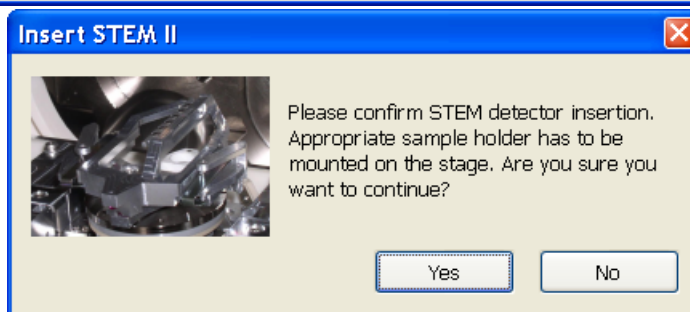 Insert STEM II
Please confirm STEM detector insertion.
Appropriate sample holder has to be
mounted on the stage. Are you sure you
want to continue?
Yes
No